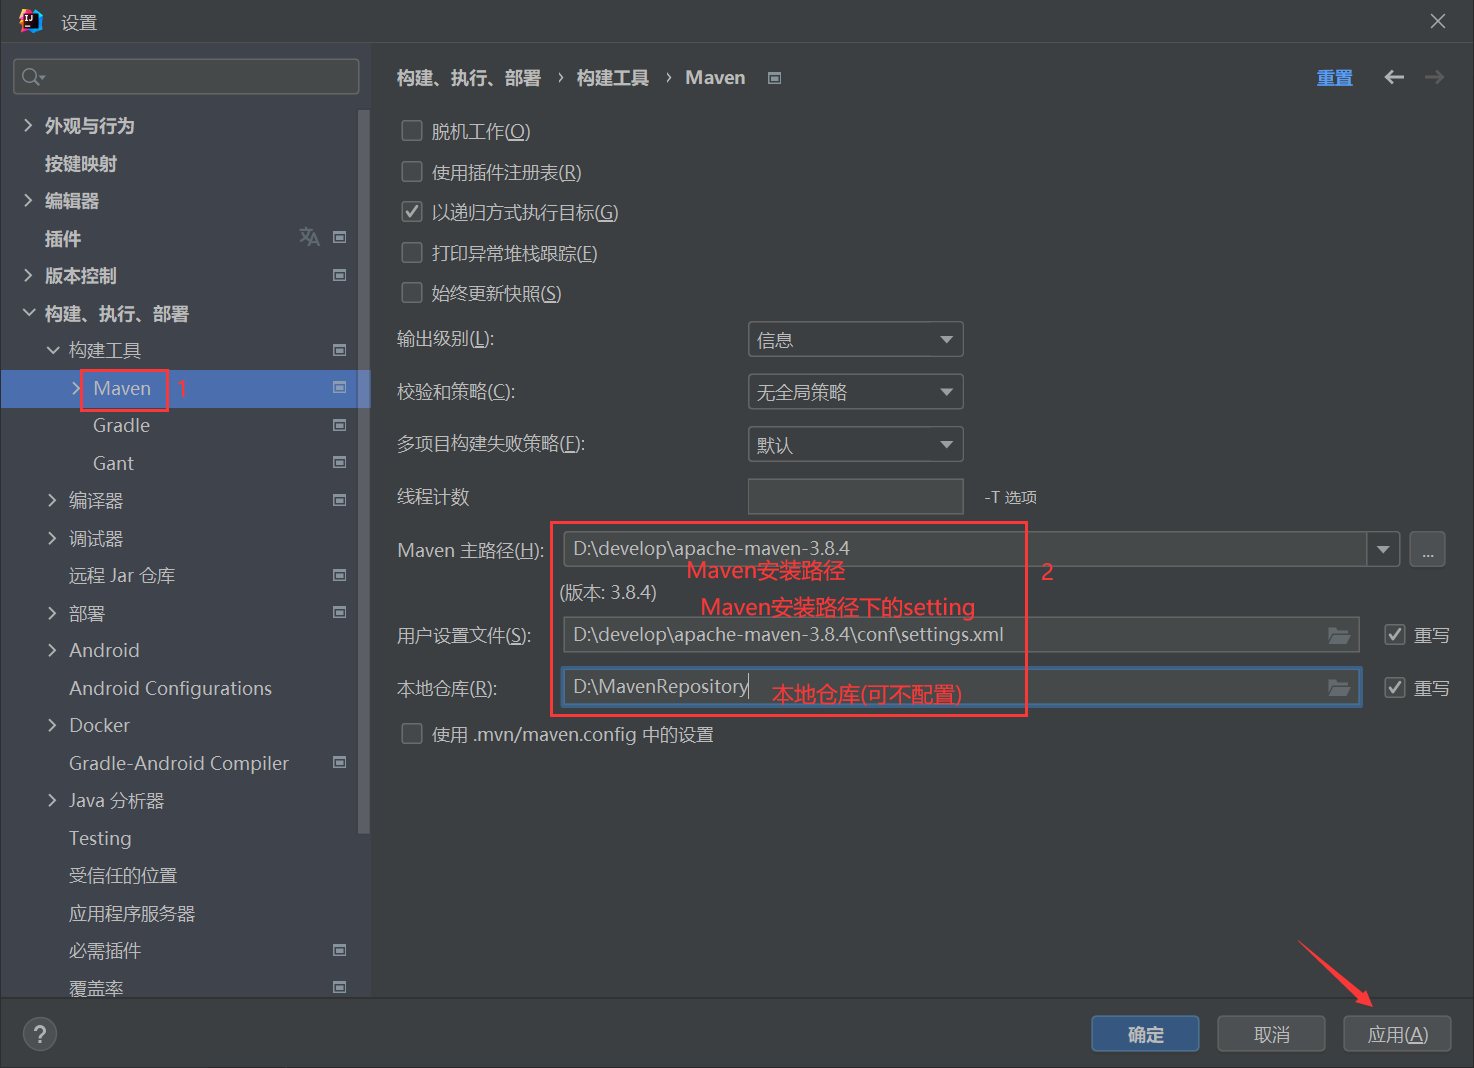 设置
外观与行为
按键映射
编辑器
插件
版本控制
构建、执行、部署
构建工具
Maven 1
Gradle
Gant
编译器
调试器
远程 Jar 仓库
部署
Android
Android Configurations
Docker
Gradle-Android Compiler
Java 分析器
Testing
受信任的位置
应用程序服务器
必需插件
覆盖率
构建、执行、部署 › 构建工具 › Maven 重置
脱机工作(O)
使用插件注册表(R)
以递归方式执行目标(G)
打印异常堆栈跟踪(E)
始终更新快照(S)
输出级别(L): 信息
校验和策略(C): 无全局策略
多项目构建失败策略(F): 默认
线程计数 -T 选项
Maven 主路径(H): D:\develop\apache-maven-3.8.4 ...
Maven安装路径 2
(版本: 3.8.4)
Maven安装路径下的setting
用户设置文件(S): D:\develop\apache-maven-3.8.4\conf\settings.xml 重写
本地仓库(R): D:\MavenRepository 本地仓库(可不配置) 重写
使用 .mvn/maven.config 中的设置
? 确定 取消 应用(A)